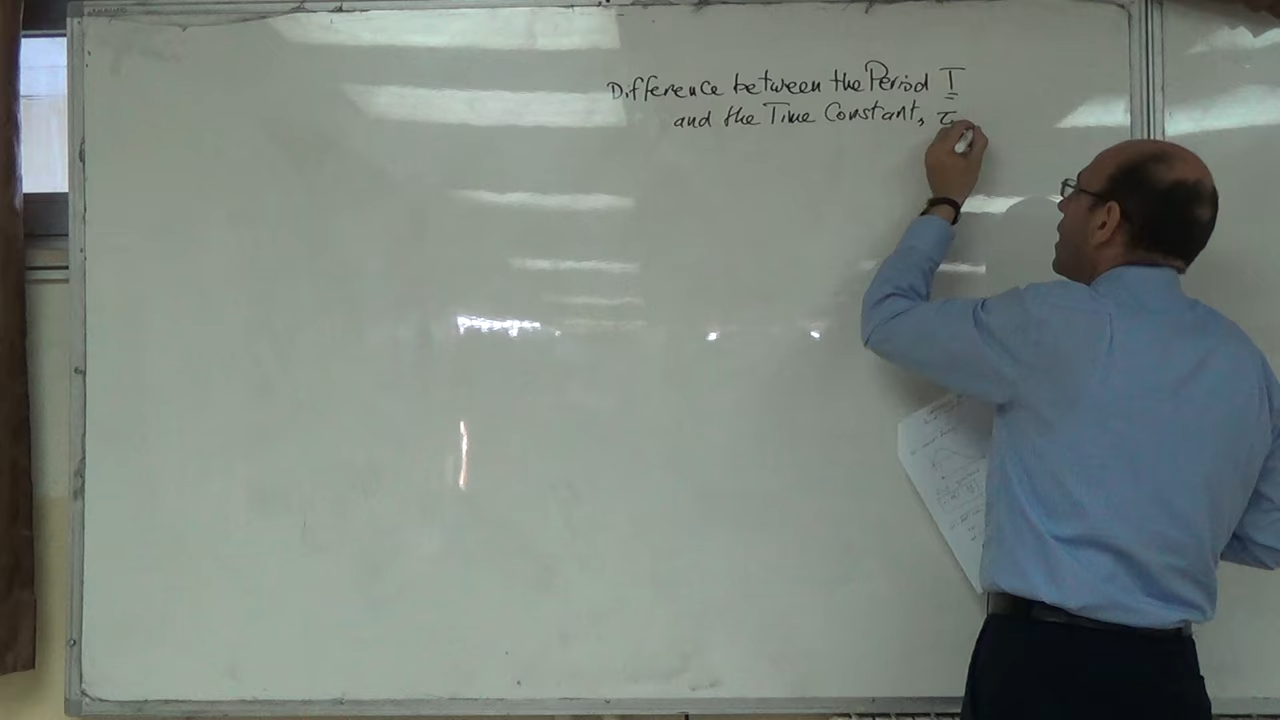 Difference between the Period T
and the Time Constant, τ